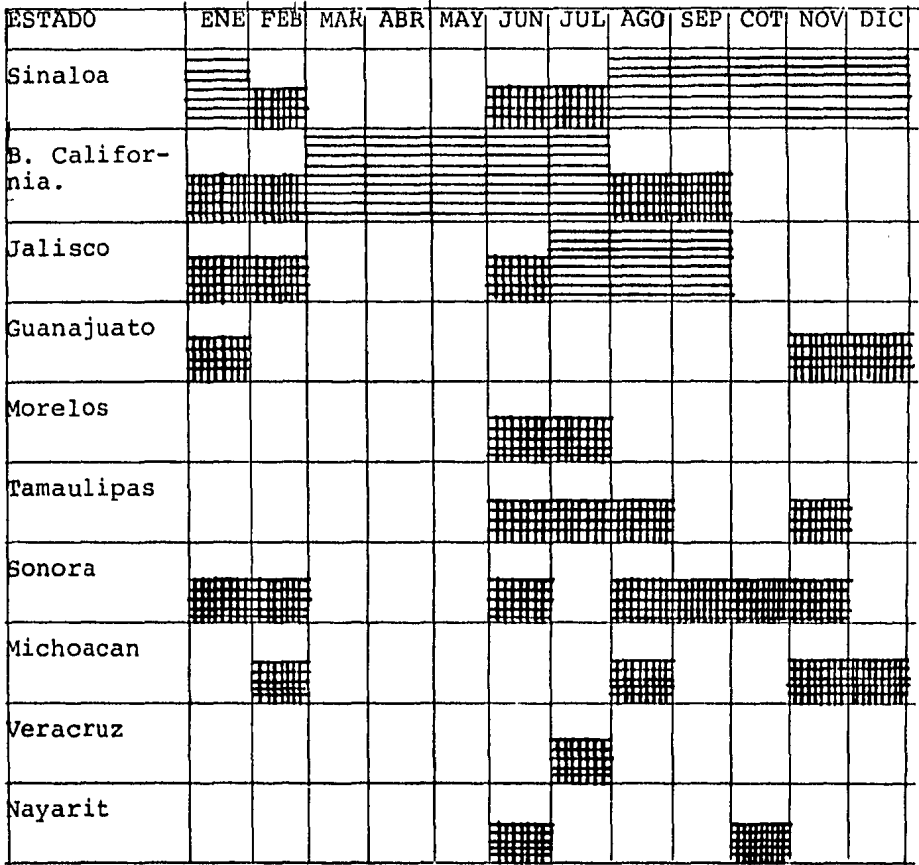 ESTADO ENE FEB MAR ABR MAY JUN JUL AGO SEP COT NOV DIC
Sinaloa
B. Califor-
nia.
Jalisco
Guanajuato
Morelos
Tamaulipas
Sonora
Michoacan
Veracruz
Nayarit